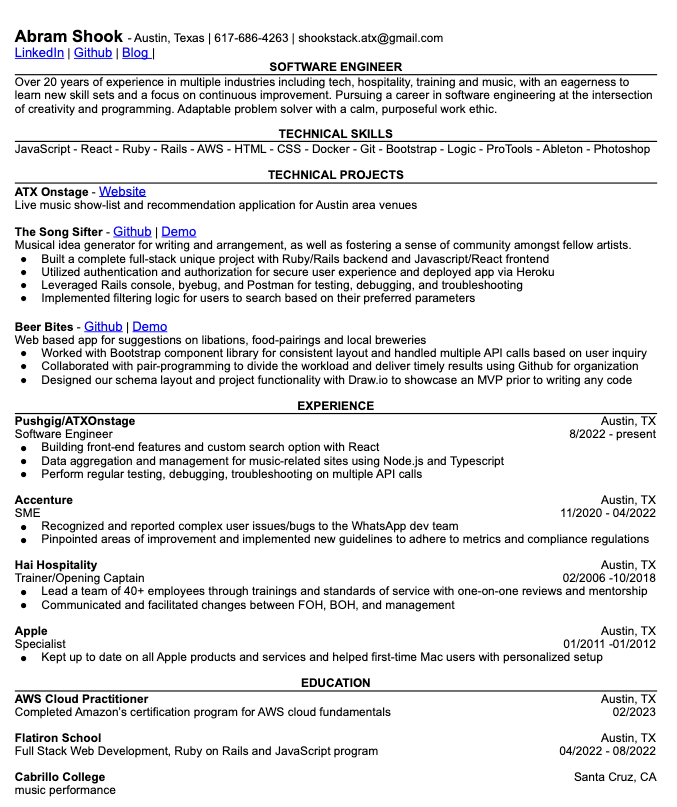 Abram Shook - Austin, Texas | 617-686-4263 | shookstack.atx@gmail.com
LinkedIn | Github | Blog |
SOFTWARE ENGINEER
Over 20 years of experience in multiple industries including tech, hospitality, training and music, with an eagerness to
learn new skill sets and a focus on continuous improvement. Pursuing a career in software engineering at the intersection
of creativity and programming. Adaptable problem solver with a calm, purposeful work ethic.
TECHNICAL SKILLS
JavaScript - React - Ruby - Rails - AWS - HTML - CSS - Docker - Git - Bootstrap - Logic - ProTools - Ableton - Photoshop
TECHNICAL PROJECTS
ATX Onstage - Website
Live music show-list and recommendation application for Austin area venues
The Song Sifter - Github | Demo
Musical idea generator for writing and arrangement, as well as fostering a sense of community amongst fellow artists.
● Built a complete full-stack unique project with Ruby/Rails backend and Javascript/React frontend
● Utilized authentication and authorization for secure user experience and deployed app via Heroku
● Leveraged Rails console, byebug, and Postman for testing, debugging, and troubleshooting
● Implemented filtering logic for users to search based on their preferred parameters
Beer Bites - Github | Demo
Web based app for suggestions on libations, food-pairings and local breweries
● Worked with Bootstrap component library for consistent layout and handled multiple API calls based on user inquiry
● Collaborated with pair-programming to divide the workload and deliver timely results using Github for organization
● Designed our schema layout and project functionality with Draw.io to showcase an MVP prior to writing any code
EXPERIENCE
Pushgig/ATXOnstage Austin, TX
Software Engineer 8/2022 - present
● Building front-end features and custom search option with React
● Data aggregation and management for music-related sites using Node.js and Typescript
● Perform regular testing, debugging, troubleshooting on multiple API calls
Accenture Austin, TX
SME 11/2020 - 04/2022
● Recognized and reported complex user issues/bugs to the WhatsApp dev team
● Pinpointed areas of improvement and implemented new guidelines to adhere to metrics and compliance regulations
Hai Hospitality Austin, TX
Trainer/Opening Captain 02/2006 -10/2018
● Lead a team of 40+ employees through trainings and standards of service with one-on-one reviews and mentorship
● Communicated and facilitated changes between FOH, BOH, and management
Apple Austin, TX
Specialist 01/2011 -01/2012
● Kept up to date on all Apple products and services and helped first-time Mac users with personalized setup
EDUCATION
AWS Cloud Practitioner Austin, TX
Completed Amazon's certification program for AWS cloud fundamentals 02/2023
Flatiron School Austin, TX
Full Stack Web Development, Ruby on Rails and JavaScript program 04/2022 - 08/2022
Cabrillo College Santa Cruz, CA
music performance